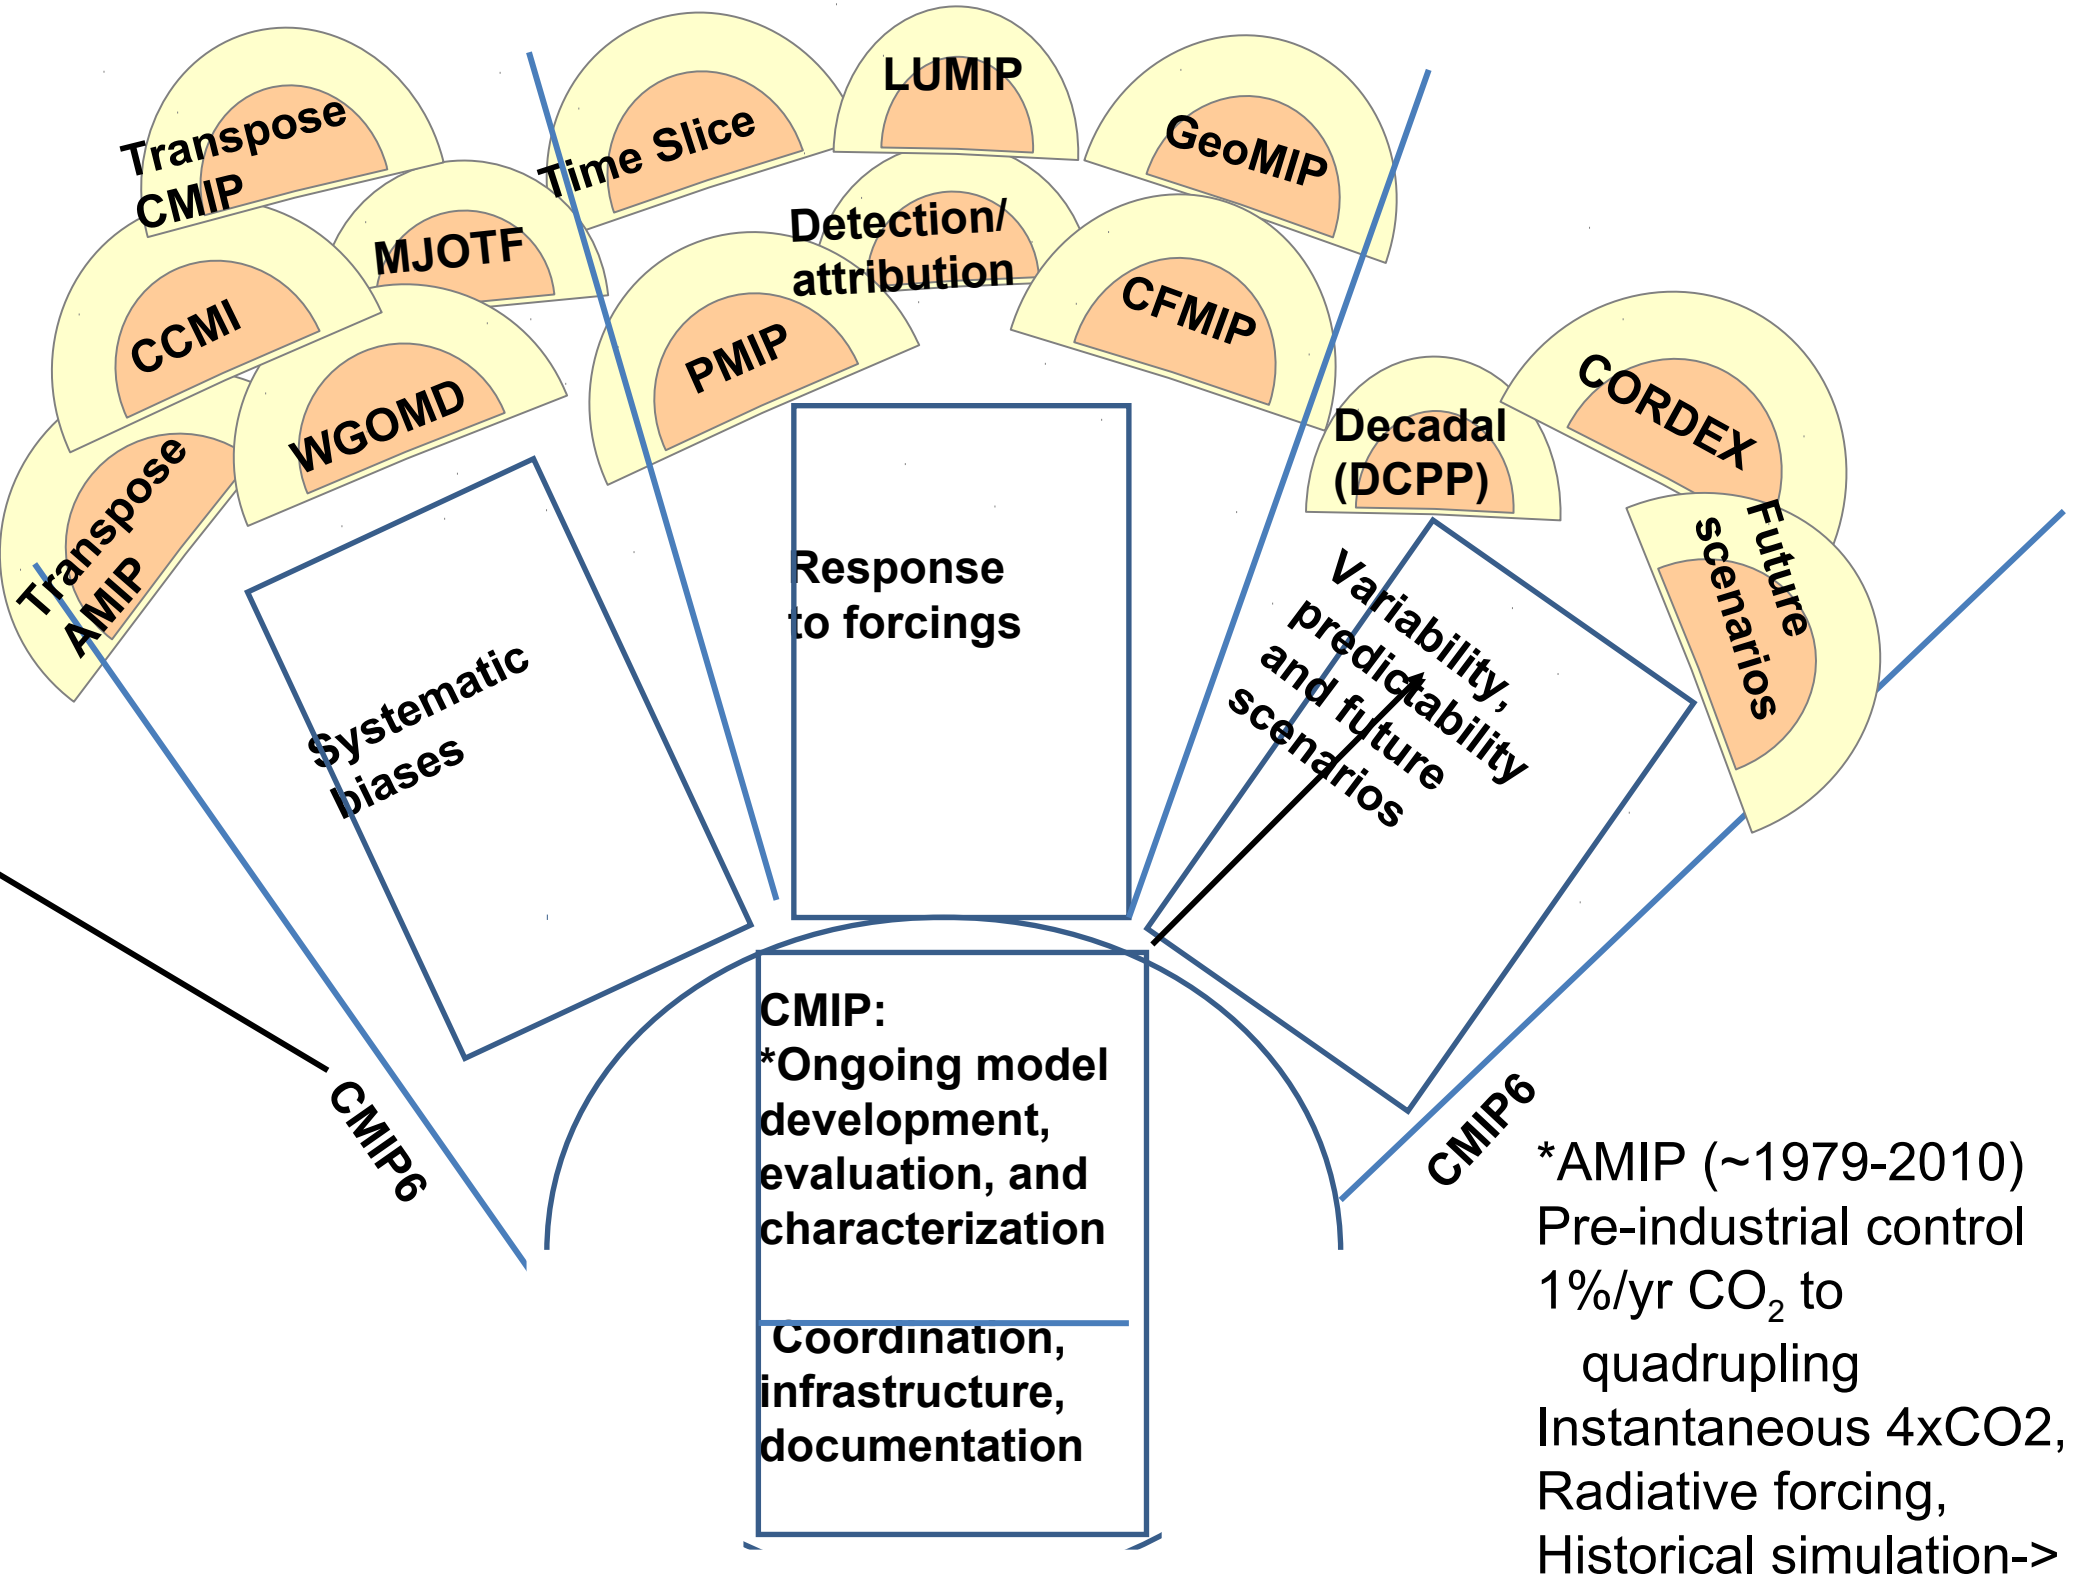 Transpose
CMIP
Time Slice
LUMIP
GeoMIP
CCMI
MJOTF
Detection/
attribution
PMIP
CFMIP
Transpose
AMIP
WGOMD
Decadal
(DCPP)
CORDEX
Future
scenarios
Systematic
biases
Response
to forcings
Variability,
predictability
and future
scenarios
CMIP6
CMIP:
*Ongoing model
development,
evaluation, and
characterization
Coordination,
infrastructure,
documentation
CMIP6
*AMIP (~1979-2010)
Pre-industrial control
1%/yr CO₂ to
quadrupling
Instantaneous 4xCO2,
Radiative forcing,
Historical simulation->